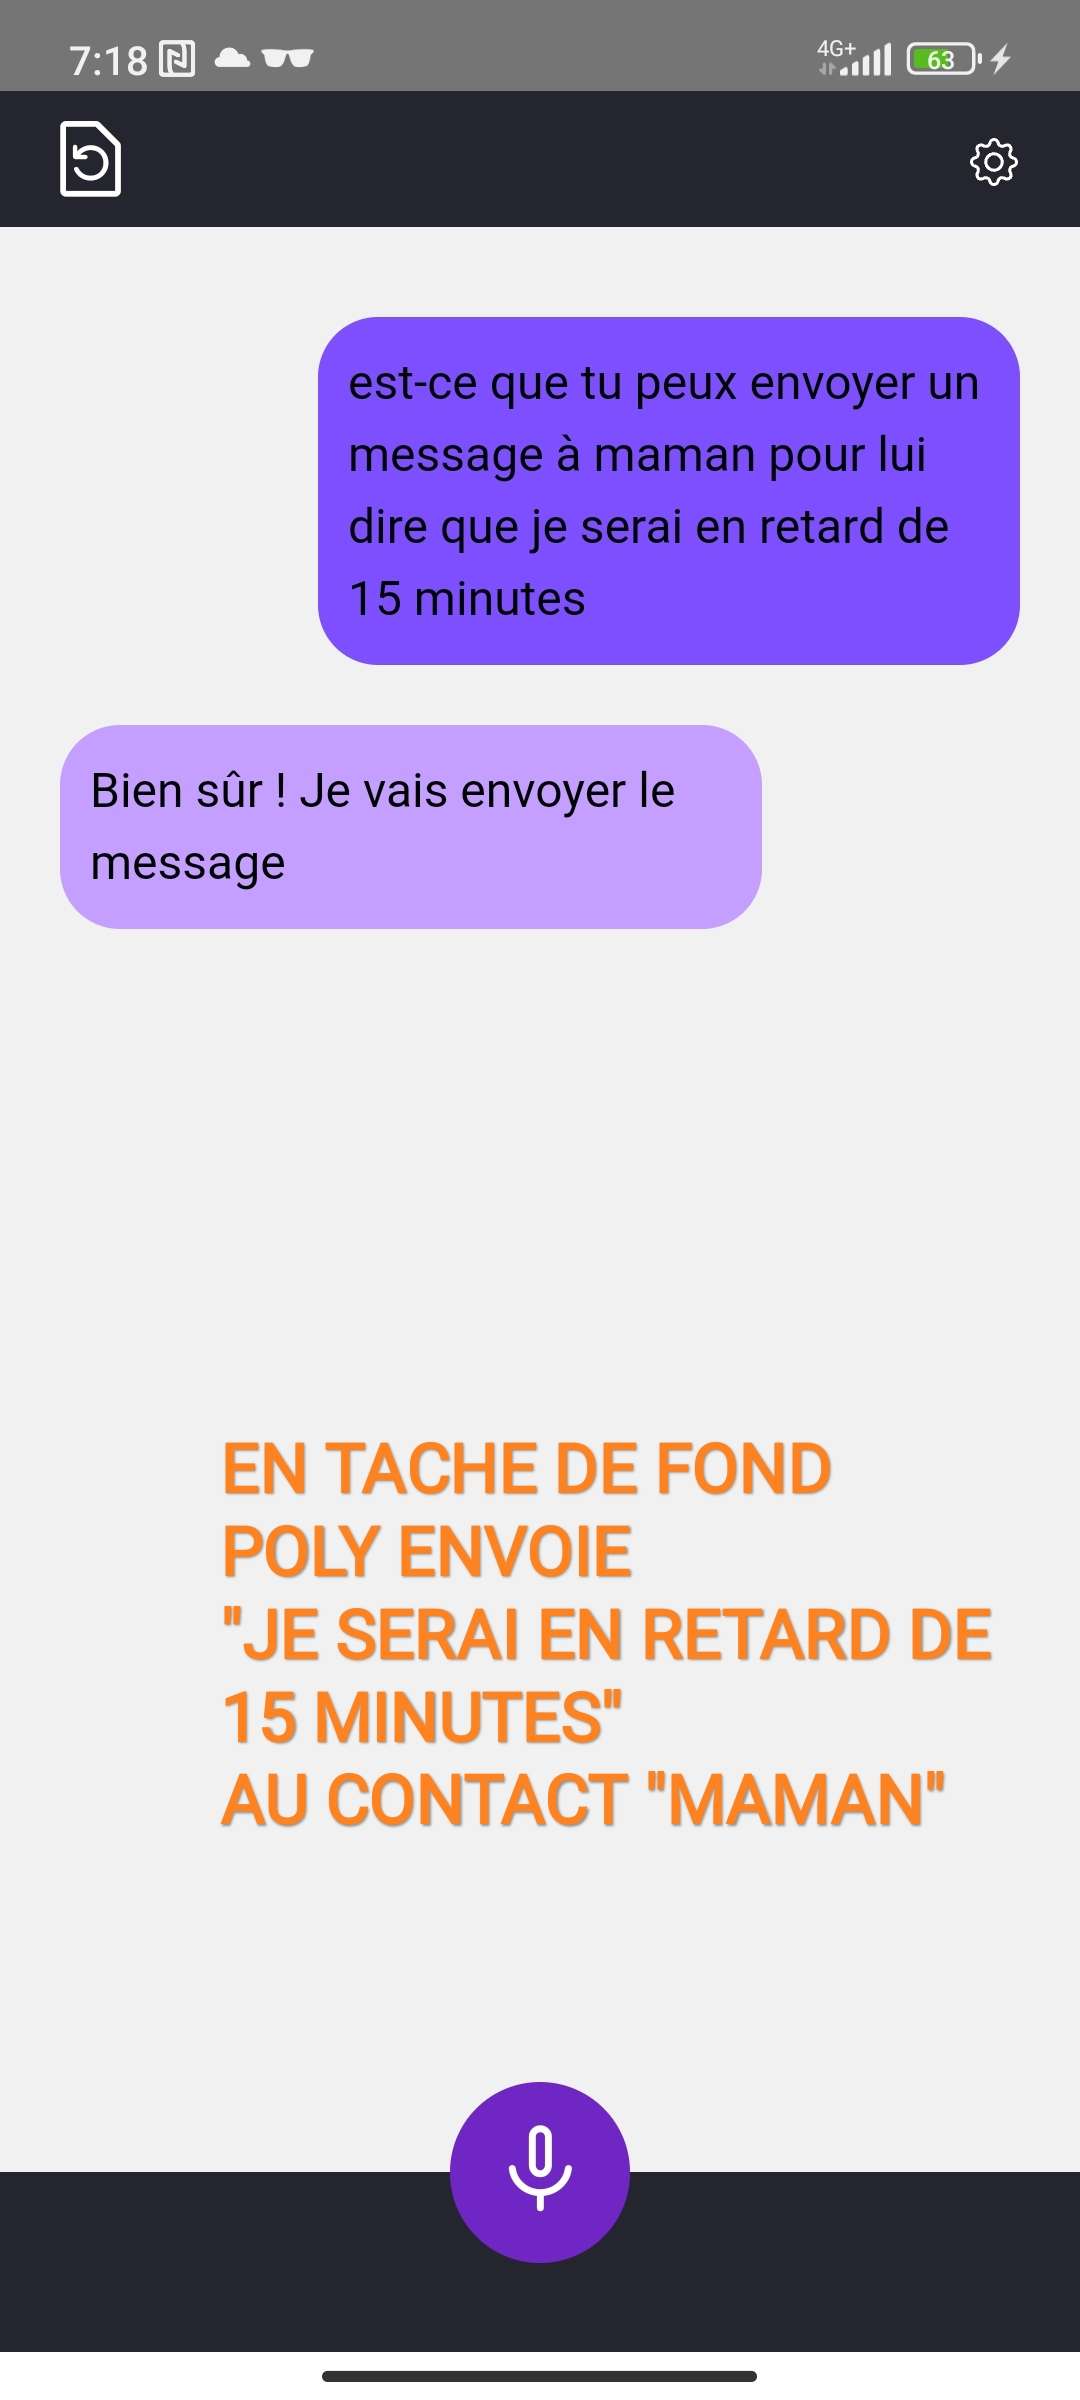 7:18
4G+
63
est-ce que tu peux envoyer un
message à maman pour lui
dire que je serai en retard de
15 minutes
Bien sûr ! Je vais envoyer le
message
EN TACHE DE FOND
POLY ENVOIE
"JE SERAI EN RETARD DE
15 MINUTES"
AU CONTACT "MAMAN"